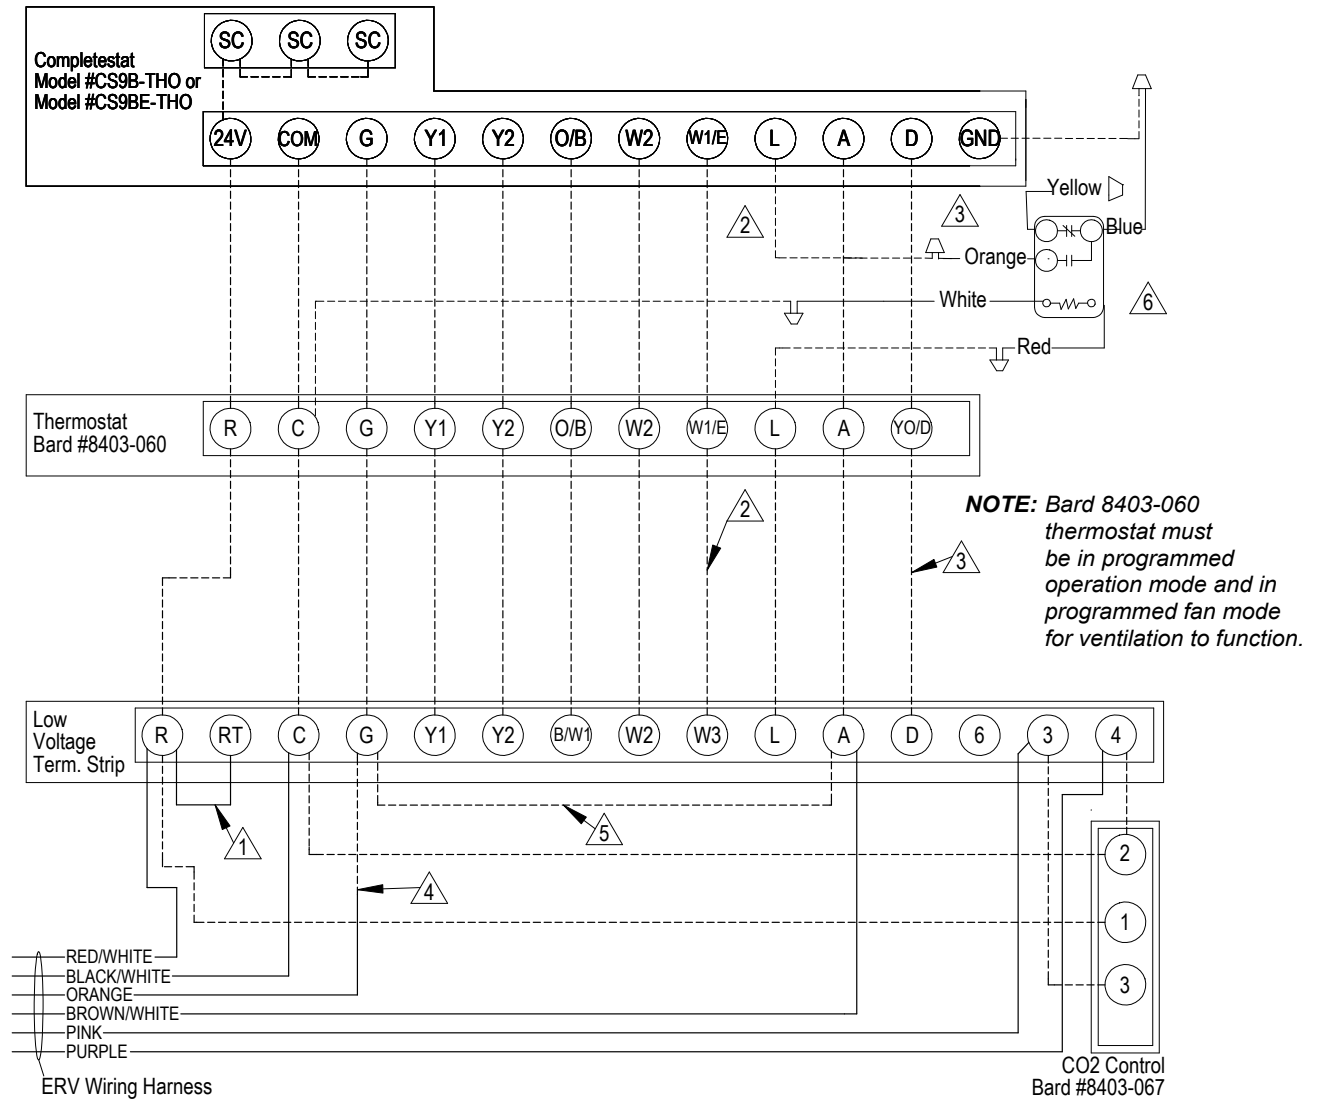 SC SC SC
Completestat
Model #CS9B-THO or
Model #CS9BE-THO
24V COM G Y1 Y2 O/B W2 W1/E L A D GND
Yellow
2 3
Blue
Orange
White
6
Red
Thermostat
Bard #8403-060
R C G Y1 Y2 O/B W2 W1/E L A YO/D
2
3
NOTE: Bard 8403-060
thermostat must
be in programmed
operation mode and in
programmed fan mode
for ventilation to function.
Low
Voltage
Term. Strip
R RT C G Y1 Y2 B/W1 W2 W3 L A D 6 3 4
1
5
2
4
1
3
RED/WHITE
BLACK/WHITE
ORANGE
BROWN/WHITE
PINK
PURPLE
ERV Wiring Harness
CO2 Control
Bard #8403-067